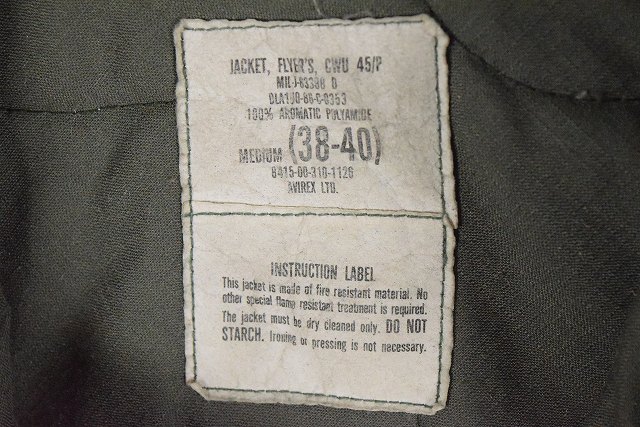 JACKET, FLYER'S, CWU 45/P
MIL-J-83388 D
DLA100-86-C-0353
100% AROMATIC POLYAMIDE
MEDIUM (38-40)
8415-00-310-1126
AVIREX LTD.
INSTRUCTION LABEL
This jacket is made of fire resistant material. No
other special flame resistant treatment is required.
The jacket must be dry cleaned only. DO NOT
STARCH. Ironing or pressing is not necessary.